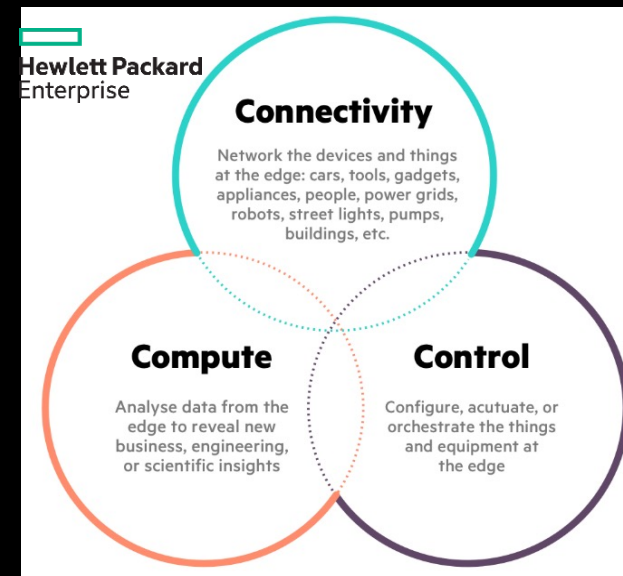 Hewlett Packard
Enterprise
Connectivity
Network the devices and things
at the edge: cars, tools, gadgets,
appliances, people, power grids,
robots, street lights, pumps,
buildings, etc.
Compute
Analyse data from the
edge to reveal new
business, engineering,
or scientific insights
Control
Configure, acutuate, or
orchestrate the things
and equipment at
the edge